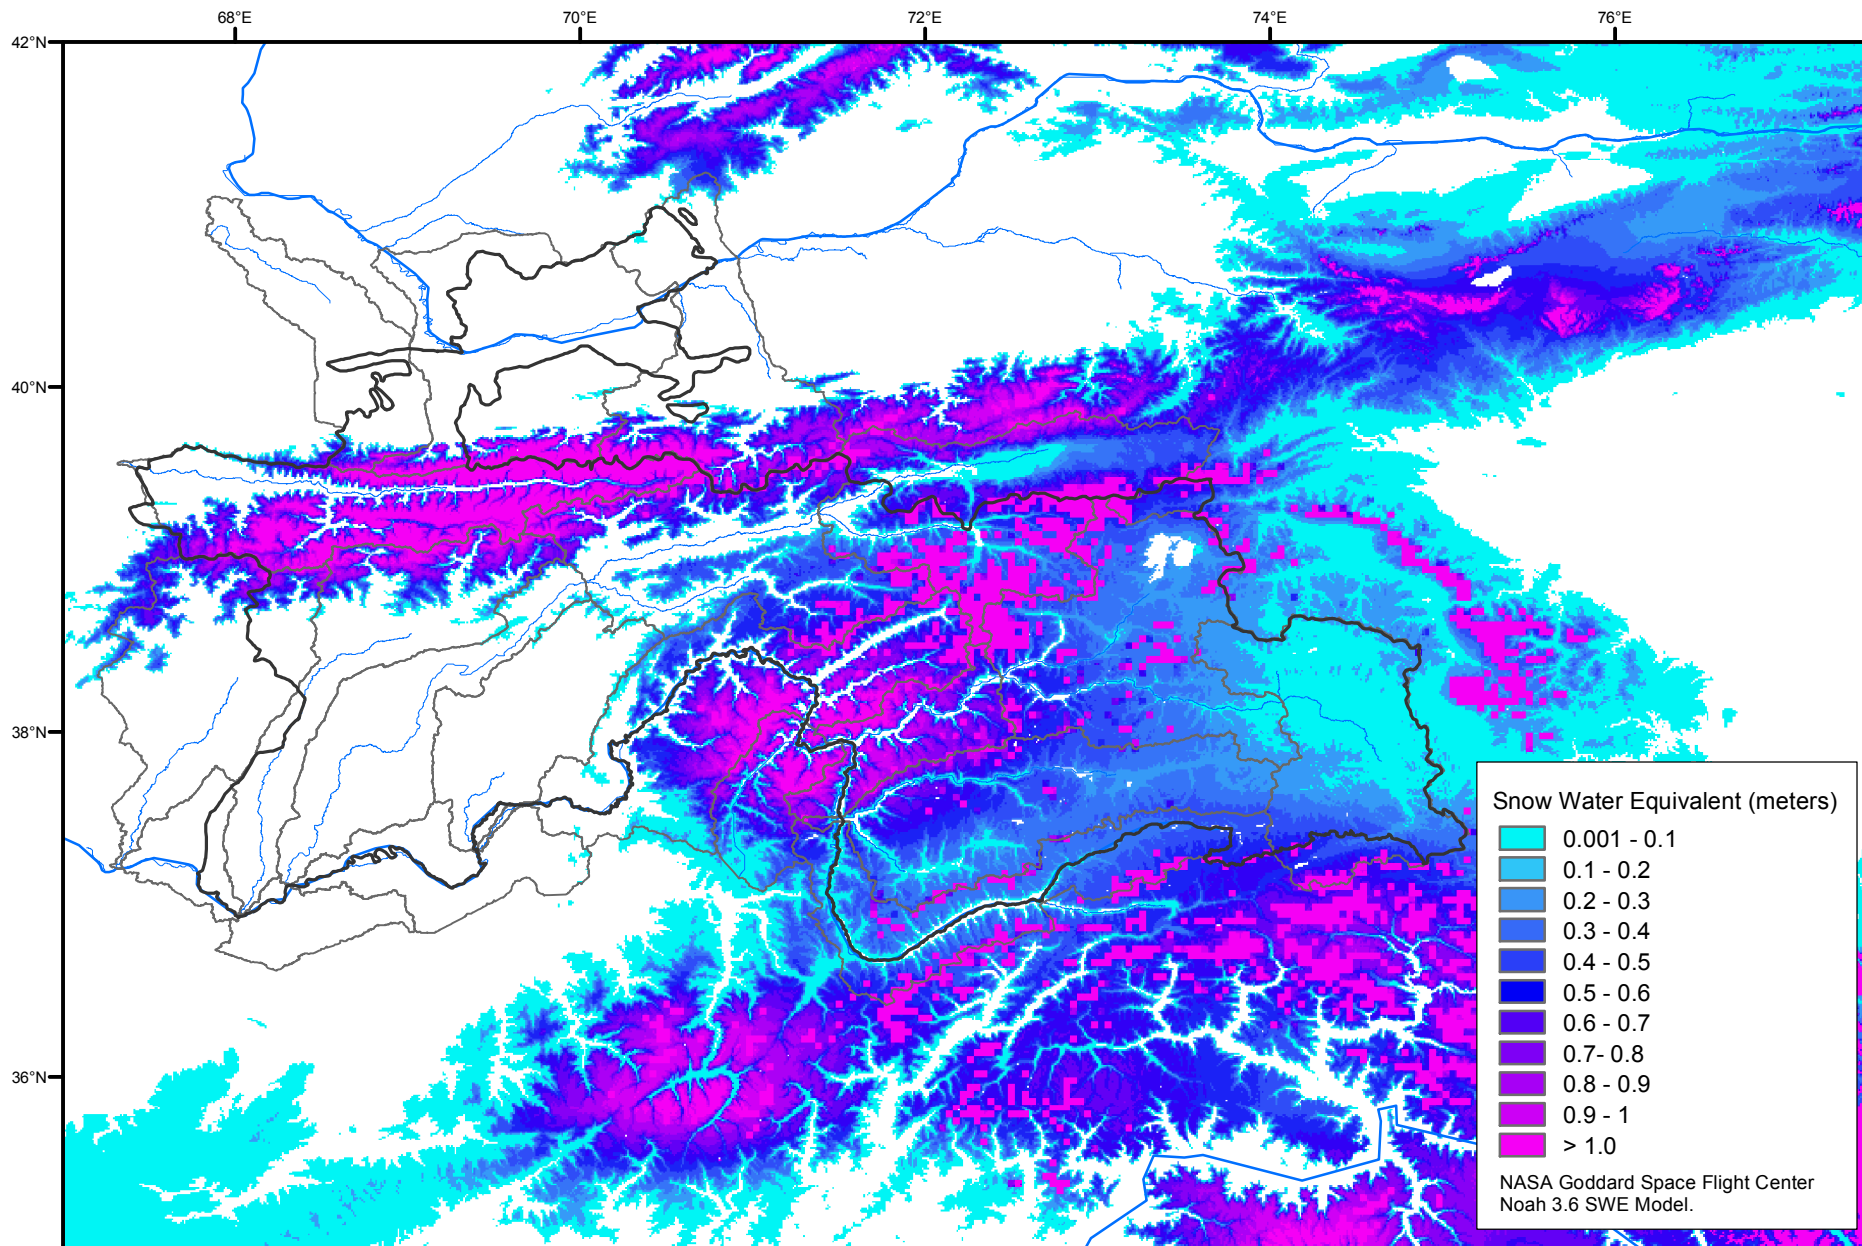 68°E
70°E
72°E
74°E
76°E
42°N
40°N
38°N
36°N
Snow Water Equivalent (meters)
0.001 - 0.1
0.1 - 0.2
0.2 - 0.3
0.3 - 0.4
0.4 - 0.5
0.5 - 0.6
0.6 - 0.7
0.7- 0.8
0.8 - 0.9
0.9 - 1
> 1.0
NASA Goddard Space Flight Center
Noah 3.6 SWE Model.